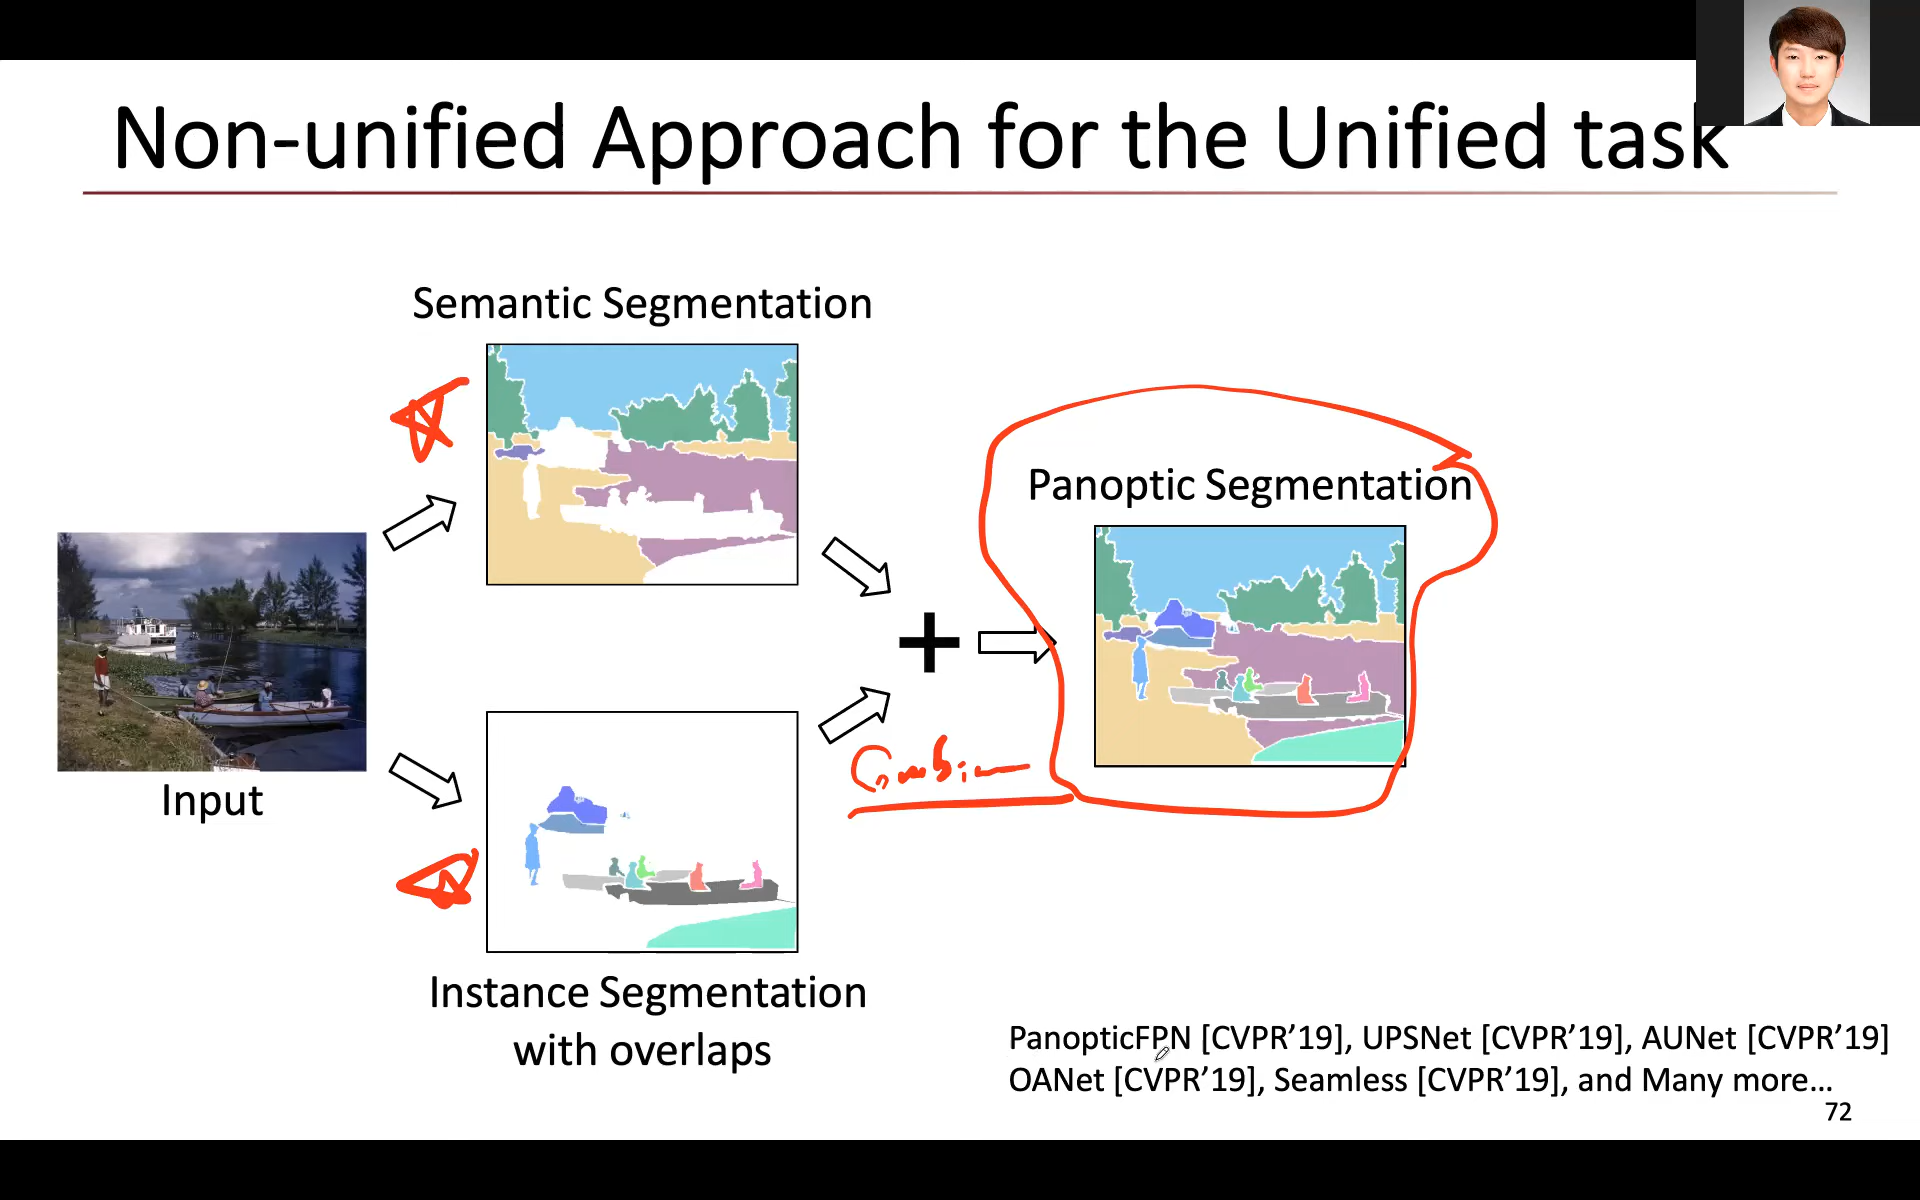 Non-unified Approach for the Unified task
Semantic Segmentation
Panoptic Segmentation
Input
Combine
Instance Segmentation
with overlaps
PanopticFPN [CVPR’19], UPSNet [CVPR’19], AUNet [CVPR’19]
OANet [CVPR’19], Seamless [CVPR’19], and Many more...
72